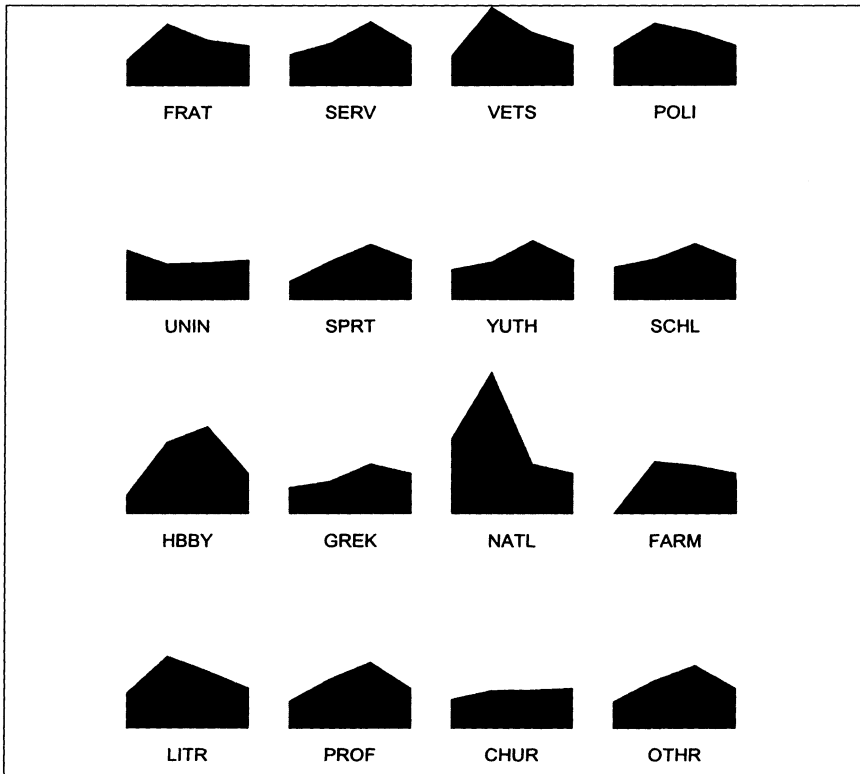 FRAT SERV VETS POLI
UNIN SPRT YUTH SCHL
HBBY GREK NATL FARM
LITR PROF CHUR OTHR